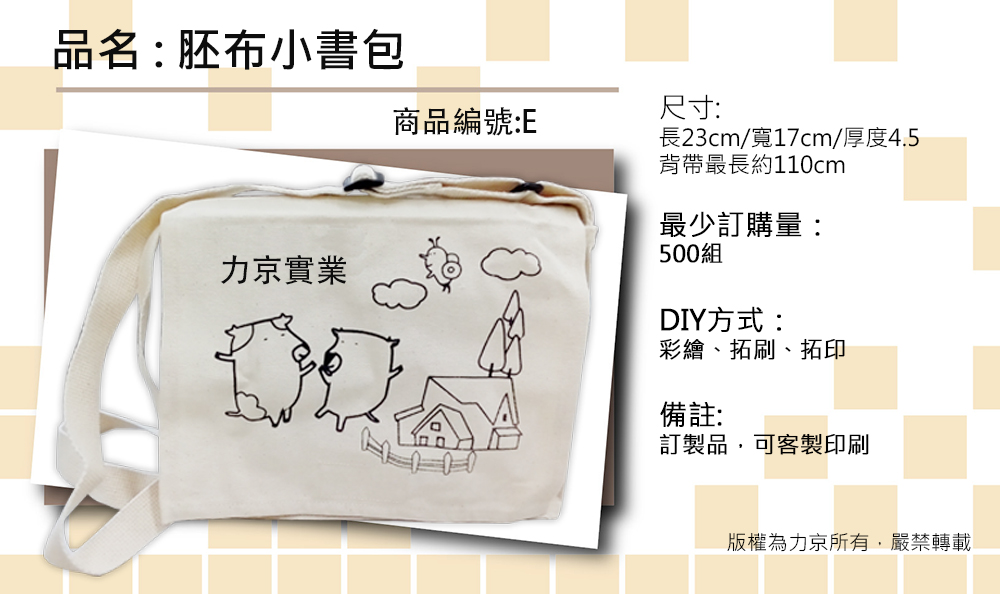 品名 : 胚布小書包
商品編號:E
力京實業
尺寸:
長23cm/寬17cm/厚度4.5
背帶最長約110cm
最少訂購量：
500組
DIY方式：
彩繪、拓刷、拓印
備註:
訂製品，可客製印刷
版權為力京所有，嚴禁轉載